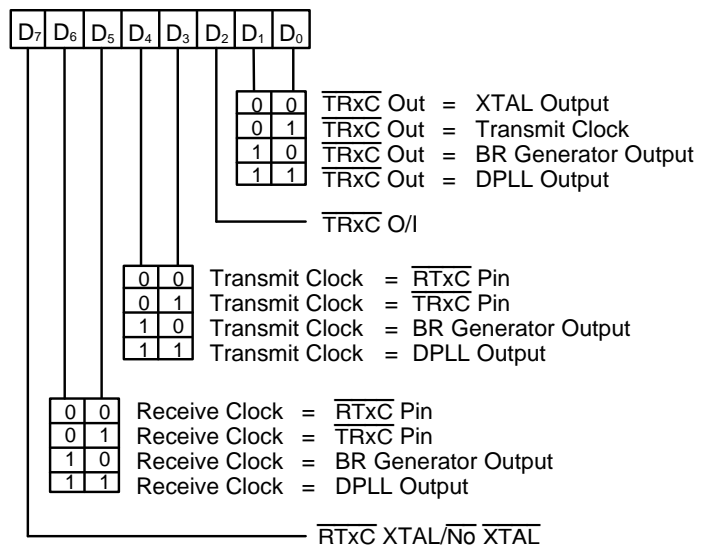 D7 D6 D5 D4 D3 D2 D1 D0
0 0 TRxC Out = XTAL Output
0 1 TRxC Out = Transmit Clock
1 0 TRxC Out = BR Generator Output
1 1 TRxC Out = DPLL Output
TRxC O/I
0 0 Transmit Clock = RTxC Pin
0 1 Transmit Clock = TRxC Pin
1 0 Transmit Clock = BR Generator Output
1 1 Transmit Clock = DPLL Output
0 0 Receive Clock = RTxC Pin
0 1 Receive Clock = TRxC Pin
1 0 Receive Clock = BR Generator Output
1 1 Receive Clock = DPLL Output
RTxC XTAL/No XTAL